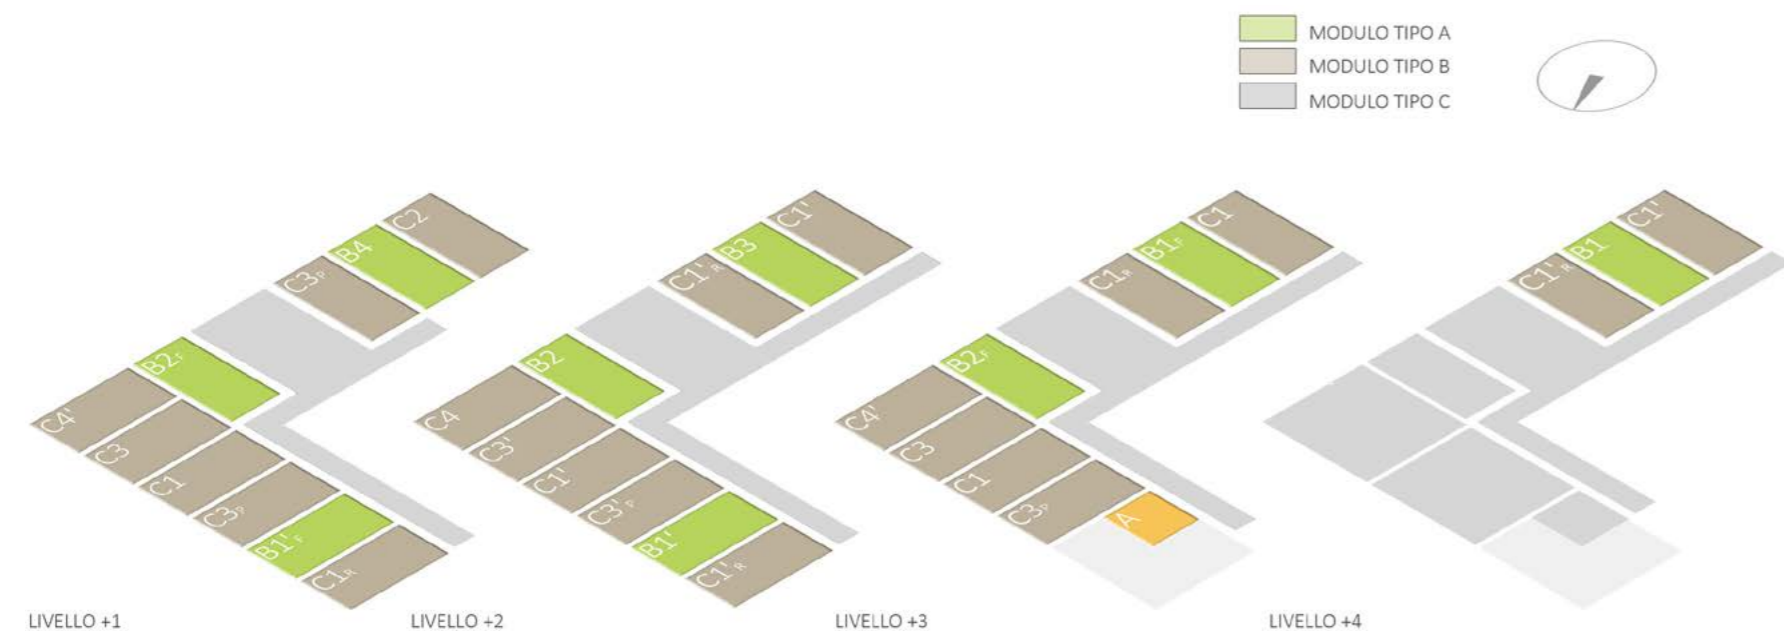 MODULO TIPO A
MODULO TIPO B
MODULO TIPO C
C2
B4
C3P
B2F
C4'
C3
C1
C3P
B1'F
C1R
C1'
B3
C1'R
B2
C4
C3'
C1'
C3'P
B1'
C1'R
C1
B1F
C1R
B2F
C4'
C3
C1
C3P
A
C1'
B1
C1'R
LIVELLO +1
LIVELLO +2
LIVELLO +3
LIVELLO +4